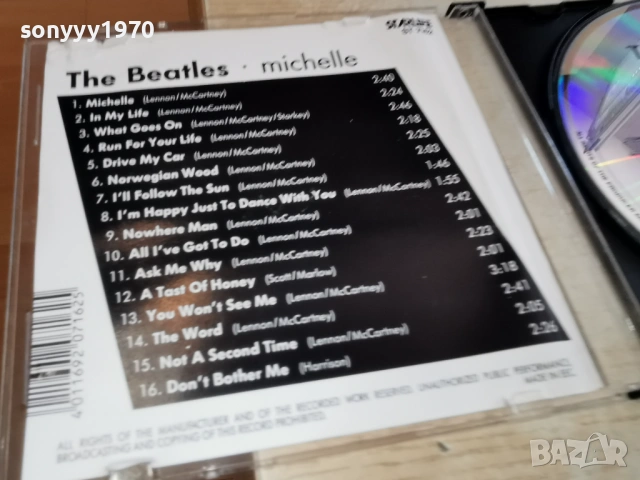 sonyyy1970
STARLIFE
The Beatles · michelle
1. Michelle (Lennon/McCartney) 2:40
2. In My Life (Lennon/McCartney) 2:24
3. What Goes On (Lennon/McCartney/Starkey) 2:46
4. Run For Your Life (Lennon/McCartney) 2:18
5. Drive My Car (Lennon/McCartney) 2:25
6. Norwegian Wood (Lennon/McCartney) 2:03
7. I'll Follow The Sun (Lennon/McCartney) 1:46
8. I'm Happy Just To Dance With You (Lennon/McCartney) 1:55
9. Nowhere Man (Lennon/McCartney) 2:42
10. All I've Got To Do (Lennon/McCartney) 2:01
11. Ask Me Why (Lennon/McCartney) 2:23
12. A Tast Of Honey (Scott/Marlow) 2:01
13. You Won't See Me (Lennon/McCartney) 3:18
14. The Word (Lennon/McCartney) 2:41
15. Not A Second Time (Lennon/McCartney) 2:05
16. Don't Bother Me (Harrison) 2:26
4 011692 071625
ALL RIGHTS OF THE MANUFACTURER AND OF THE RECORDED WORK RESERVED. UNAUTHORIZED PUBLIC PERFORMANCE,
BROADCASTING AND COPYING OF THIS RECORD PROHIBITED. MADE IN EEC.
bazar